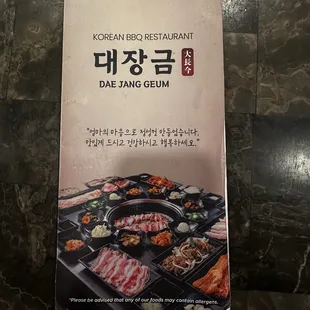 KOREAN BBQ RESTAURANT
대장금
大長今
DAE JANG GEUM
"엄마의 마음으로 정성껏 만들었습니다.
맛있게 드시고 건강하시고 행복하세요."
*Please be advised that any of our foods may contain allergens.